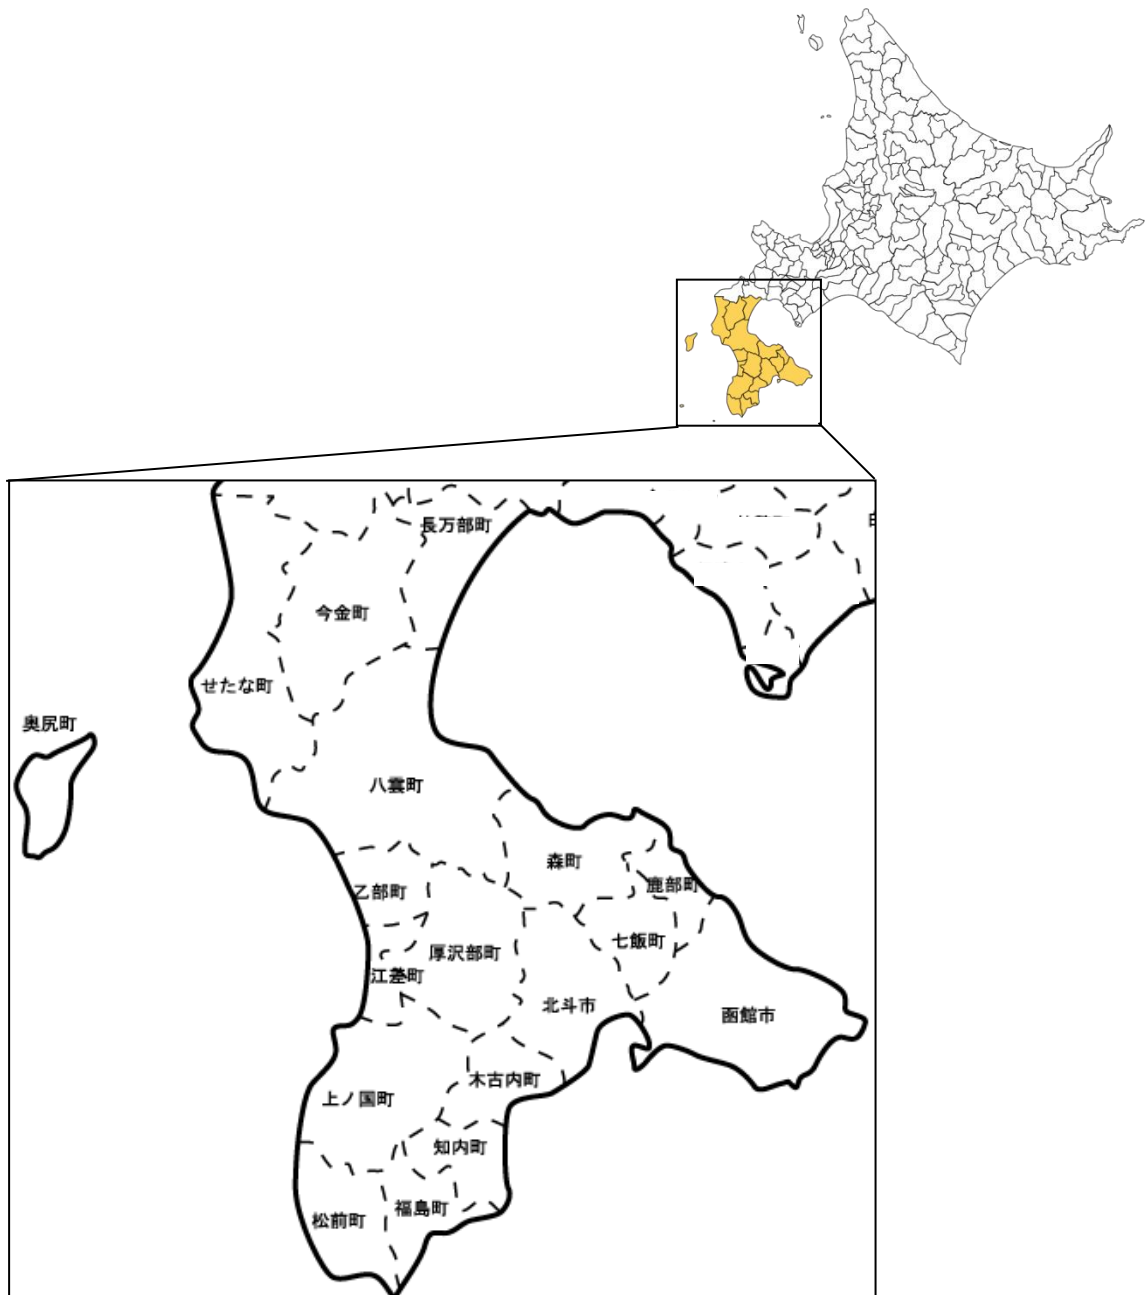 長万部町
今金町
せたな町
奥尻町
八雲町
森町
鹿部町
乙部町
七飯町
厚沢部町
江差町
北斗市
函館市
木古内町
上ノ国町
知内町
福島町
松前町